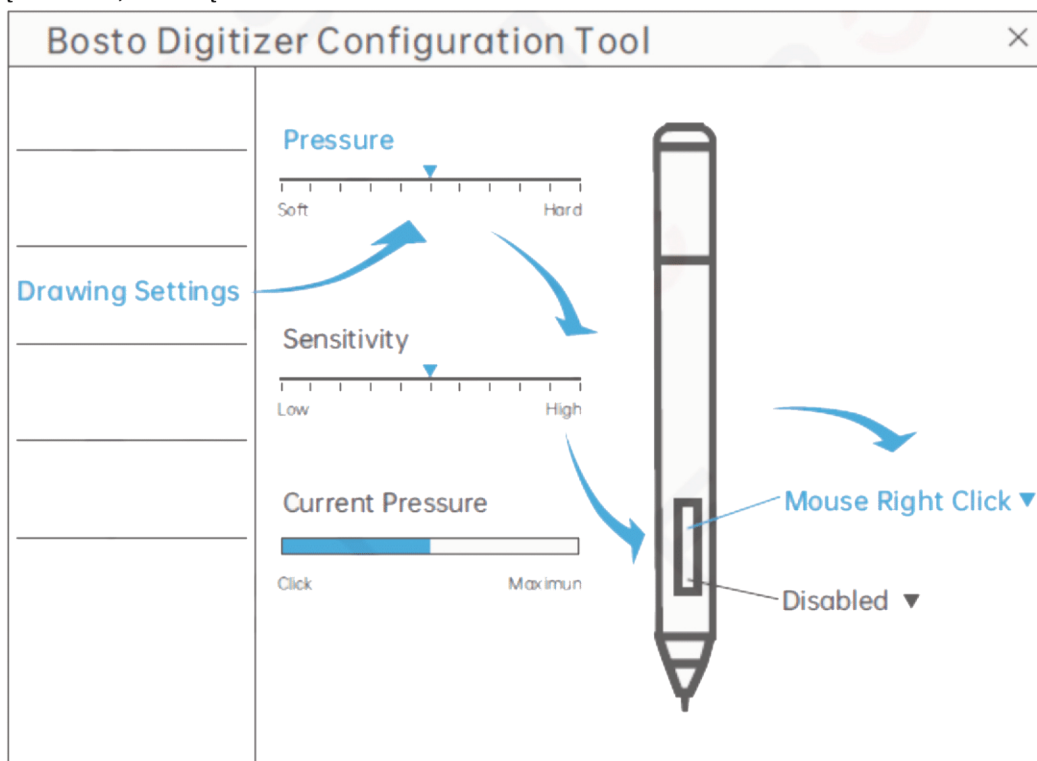 Bosto Digitizer Configuration Tool
Pressure
Soft Hard
Drawing Settings
Sensitivity
Low High
Current Pressure
Click Maximun
Mouse Right Click
Disabled